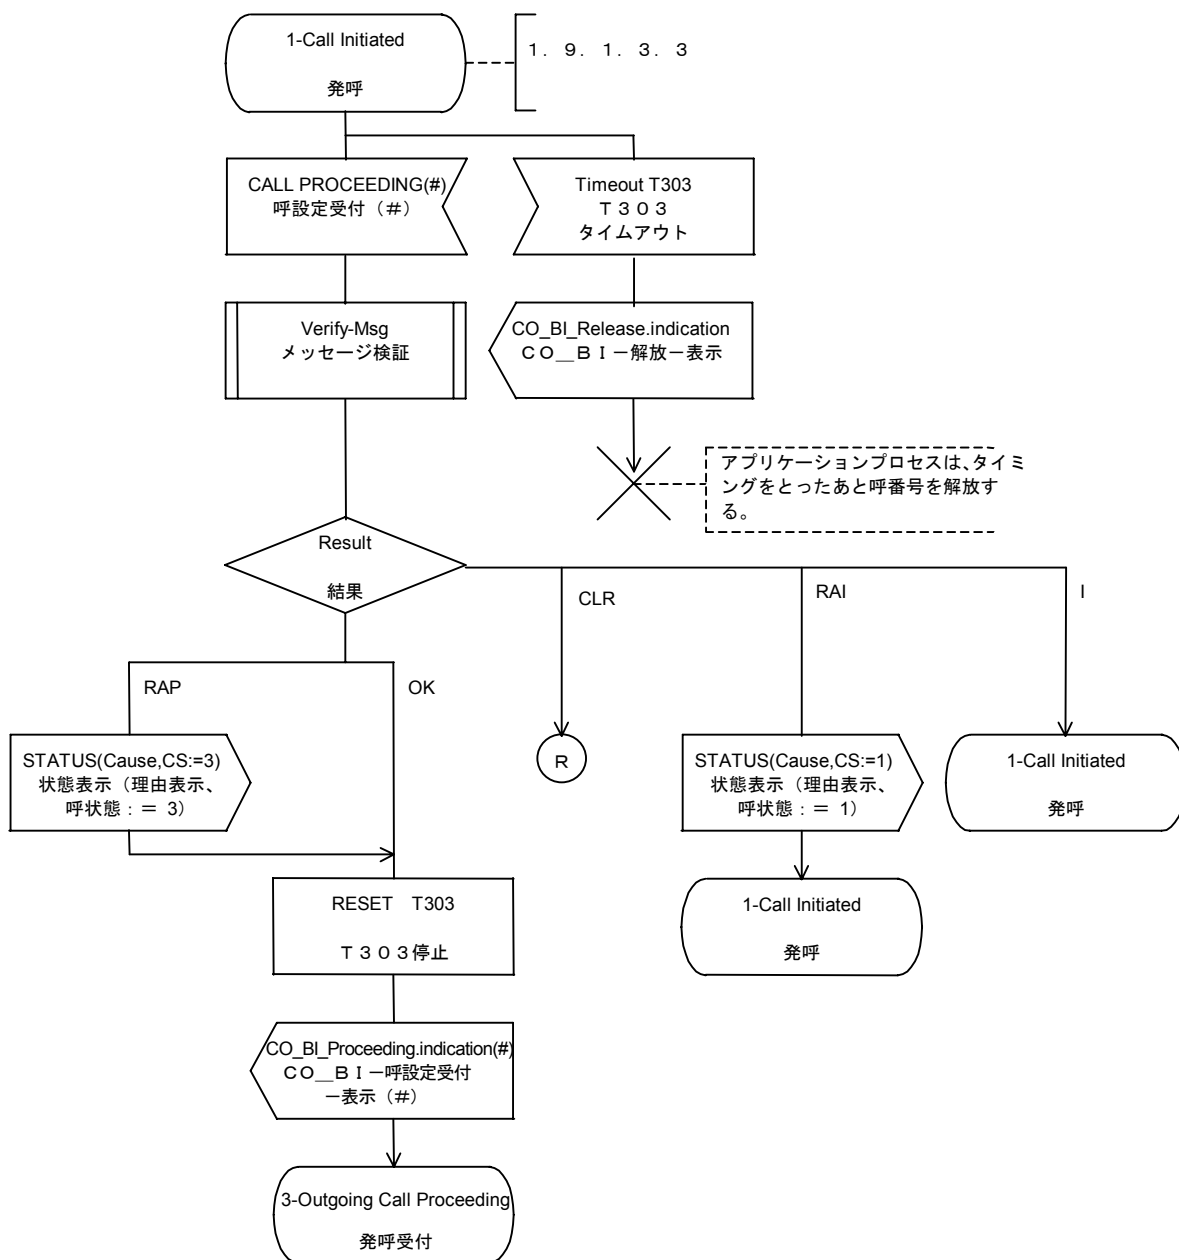 1-Call Initiated
発呼
１．９．１．３．３
CALL PROCEEDING(#)
呼設定受付（＃）
Timeout T303
Ｔ３０３
タイムアウト
Verify-Msg
メッセージ検証
CO_BI_Release.indication
ＣＯ＿ＢＩ－解放－表示
アプリケーションプロセスは、タイミ
ングをとったあと呼番号を解放す
る。
Result
結果
CLR
RAI
I
RAP
OK
STATUS(Cause,CS:=3)
状態表示（理由表示、
呼状態：＝ 3）
R
STATUS(Cause,CS:=1)
状態表示（理由表示、
呼状態：＝ 1）
1-Call Initiated
発呼
RESET T303
Ｔ３０３停止
1-Call Initiated
発呼
CO_BI_Proceeding.indication(#)
ＣＯ＿ＢＩ－呼設定受付
－表示（＃）
3-Outgoing Call Proceeding
発呼受付